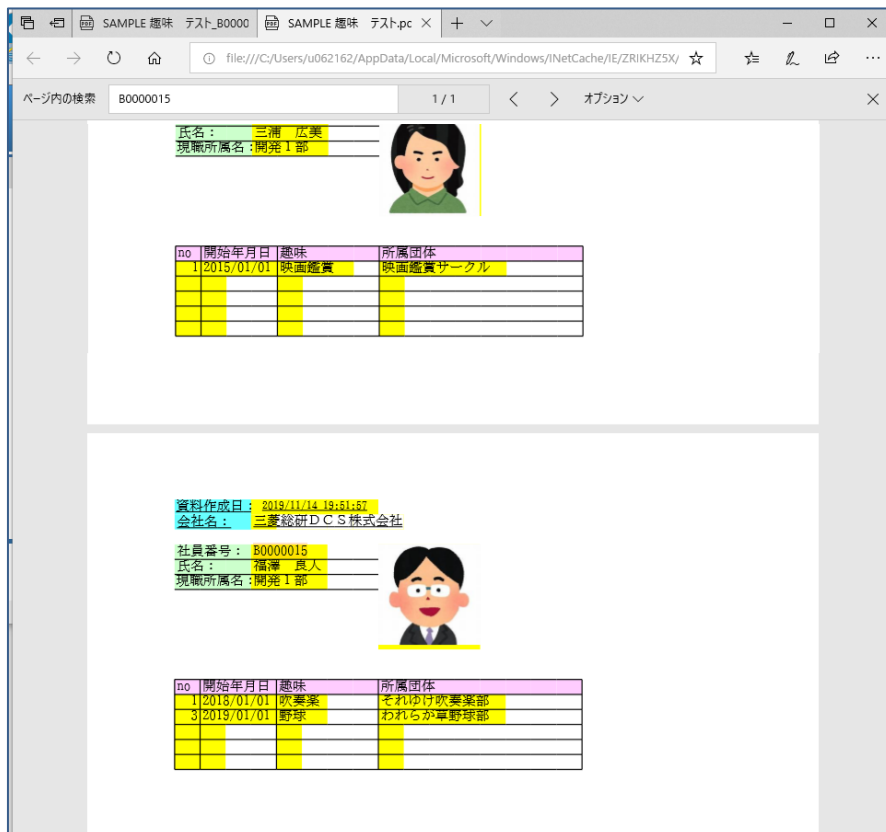 SAMPLE 趣味 テスト_B0000
SAMPLE 趣味 テスト.pc
file:///C:/Users/u062162/AppData/Local/Microsoft/Windows/INetCache/IE/ZRIKHZ5X/
ページ内の検索 B0000015 1 / 1 オプション
氏名： 三浦 広美
現職所属名：開発１部
no 開始年月日 趣味 所属団体
1 2015/01/01 映画鑑賞 映画鑑賞サークル
資料作成日： 2019/11/14 19:51:57
会社名： 三菱総研ＤＣＳ株式会社
社員番号： B0000015
氏名： 福澤 良人
現職所属名：開発１部
no 開始年月日 趣味 所属団体
1 2018/01/01 吹奏楽 それゆけ吹奏楽部
3 2019/01/01 野球 われらが草野球部